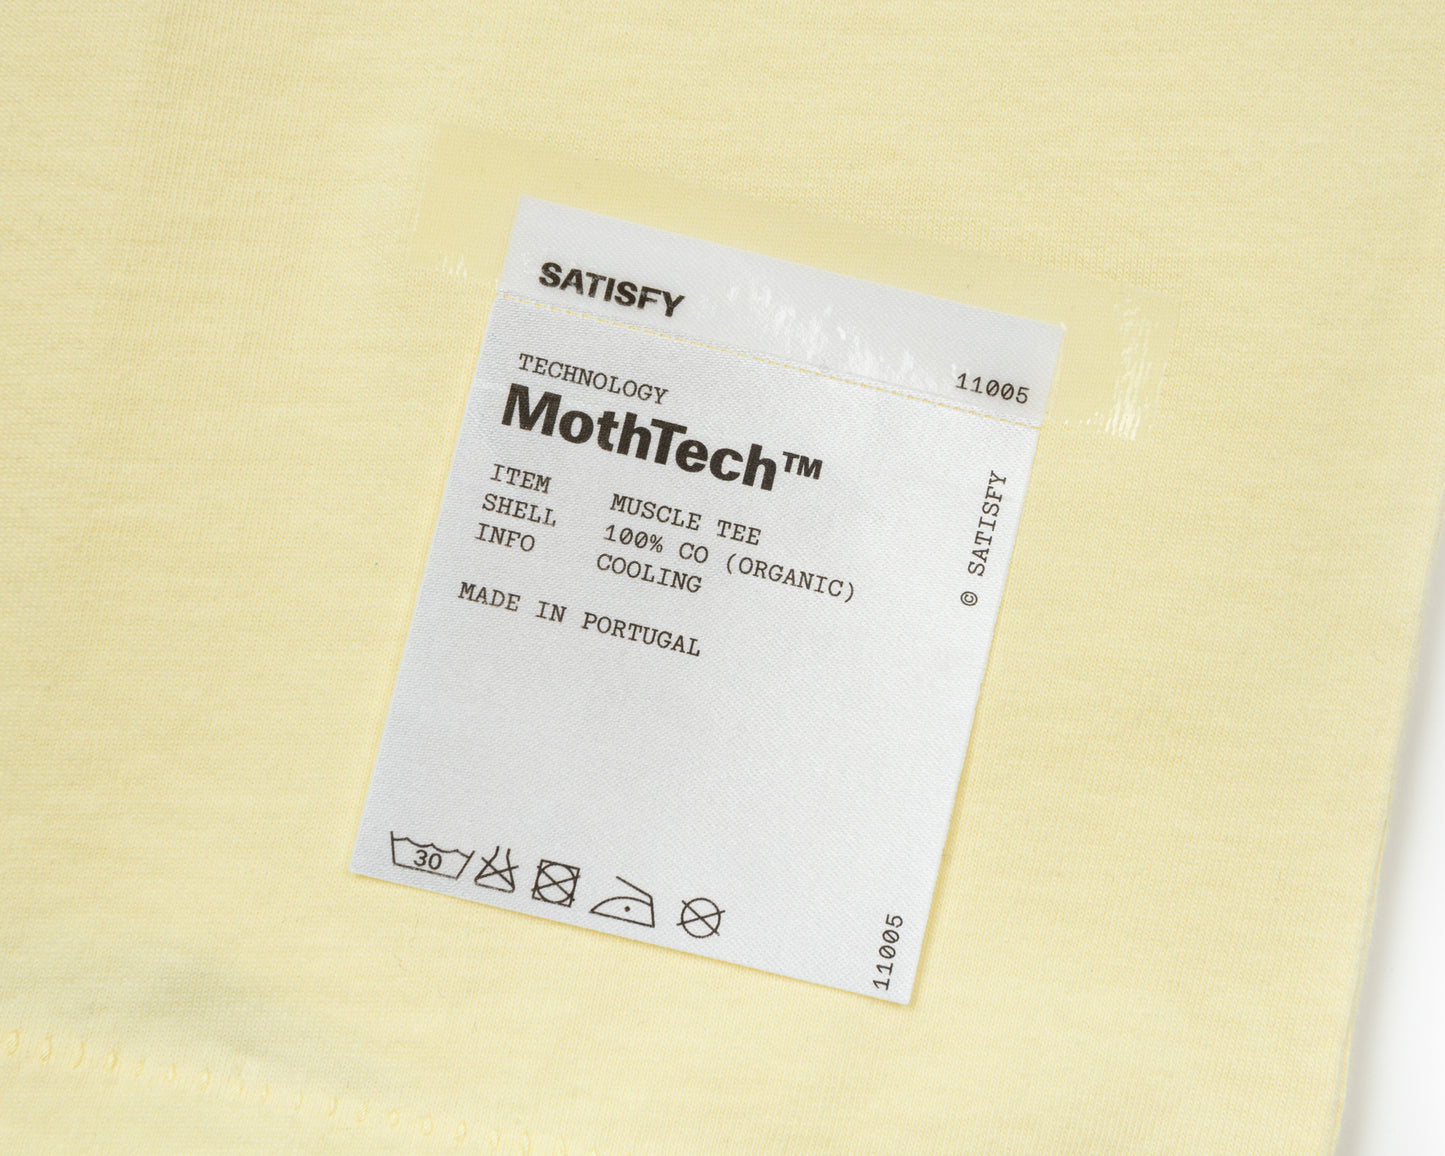 SATISFY
11005
TECHNOLOGY
MothTech™
ITEM MUSCLE TEE
SHELL 100% CO (ORGANIC)
INFO COOLING
MADE IN PORTUGAL
© SATISFY
30
11005